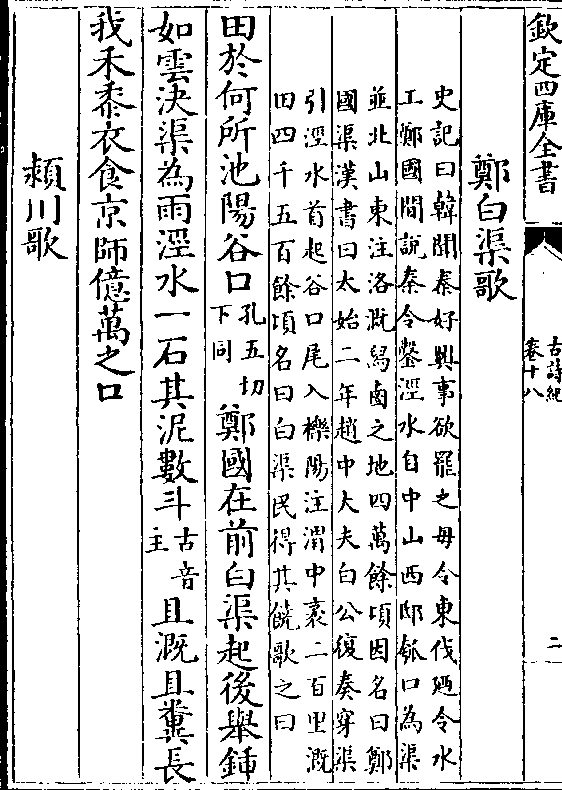 欽定四庫全書
古詩紀
卷十八
二
鄭白渠歌
史記曰韓聞秦好興事欲罷之毋令東伐廼令水
工鄭國間說秦令鑿涇水自中山西邸瓠口為渠
並北山東注洛溉舄鹵之地四萬餘頃因名曰鄭
國渠漢書曰太始二年趙中大夫白公復奏穿渠
引涇水首起谷口尾入櫟陽注渭中袤二百里溉
田四千五百餘頃名曰白渠民得其饒歌之曰
田於何所池陽谷口孔五切下同鄭國在前白渠起後舉鍤
如雲決渠為雨涇水一石其泥數斗古音主且溉且糞長
我禾黍衣食京師億萬之口
潁川歌